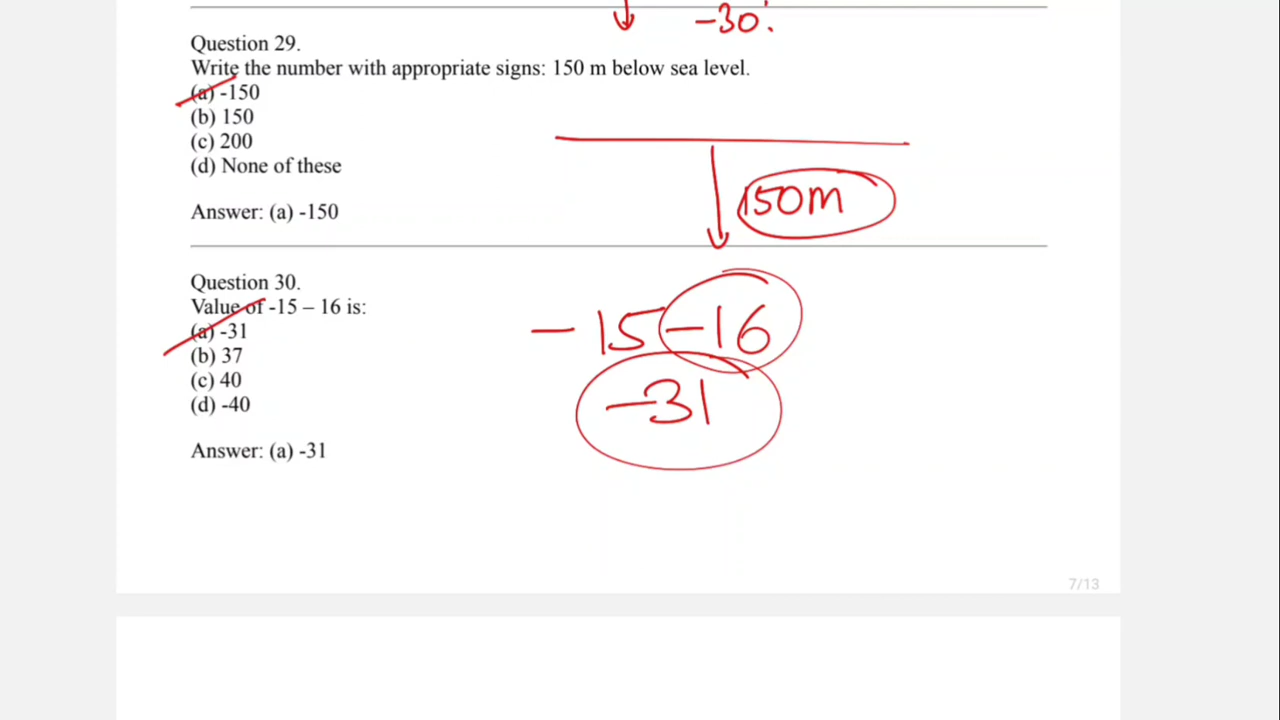 -30.
Question 29.
Write the number with appropriate signs: 150 m below sea level.
(a) -150
(b) 150
(c) 200
(d) None of these
150m
Answer: (a) -150
Question 30.
Value of -15 – 16 is:
(a) -31
(b) 37
(c) 40
(d) -40
-15-16
-31
Answer: (a) -31
7/13